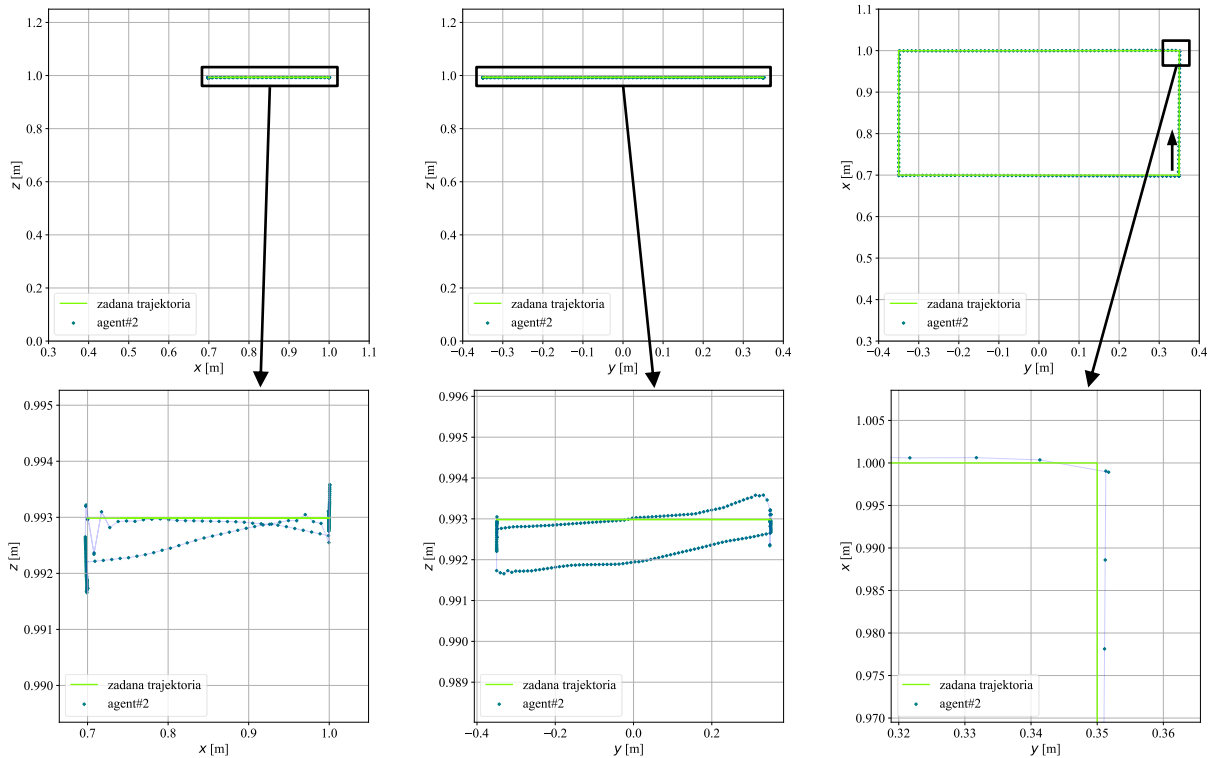 1.2
1.0
0.8
0.6
0.4
0.2
0.0
z [m]
0.3 0.4 0.5 0.6 0.7 0.8 0.9 1.0 1.1
x [m]
zadana trajektoria
agent#2
1.2
1.0
0.8
0.6
0.4
0.2
0.0
z [m]
−0.4 −0.3 −0.2 −0.1 0.0 0.1 0.2 0.3 0.4
y [m]
zadana trajektoria
agent#2
1.1
1.0
0.9
0.8
0.7
0.6
0.5
0.4
0.3
x [m]
−0.4 −0.3 −0.2 −0.1 0.0 0.1 0.2 0.3 0.4
y [m]
zadana trajektoria
agent#2
0.995
0.994
0.993
0.992
0.991
0.990
z [m]
0.7 0.8 0.9 1.0
x [m]
zadana trajektoria
agent#2
0.996
0.995
0.994
0.993
0.992
0.991
0.990
0.989
z [m]
−0.4 −0.2 0.0 0.2
y [m]
zadana trajektoria
agent#2
1.005
1.000
0.995
0.990
0.985
0.980
0.975
0.970
x [m]
0.32 0.33 0.34 0.35 0.36
y [m]
zadana trajektoria
agent#2